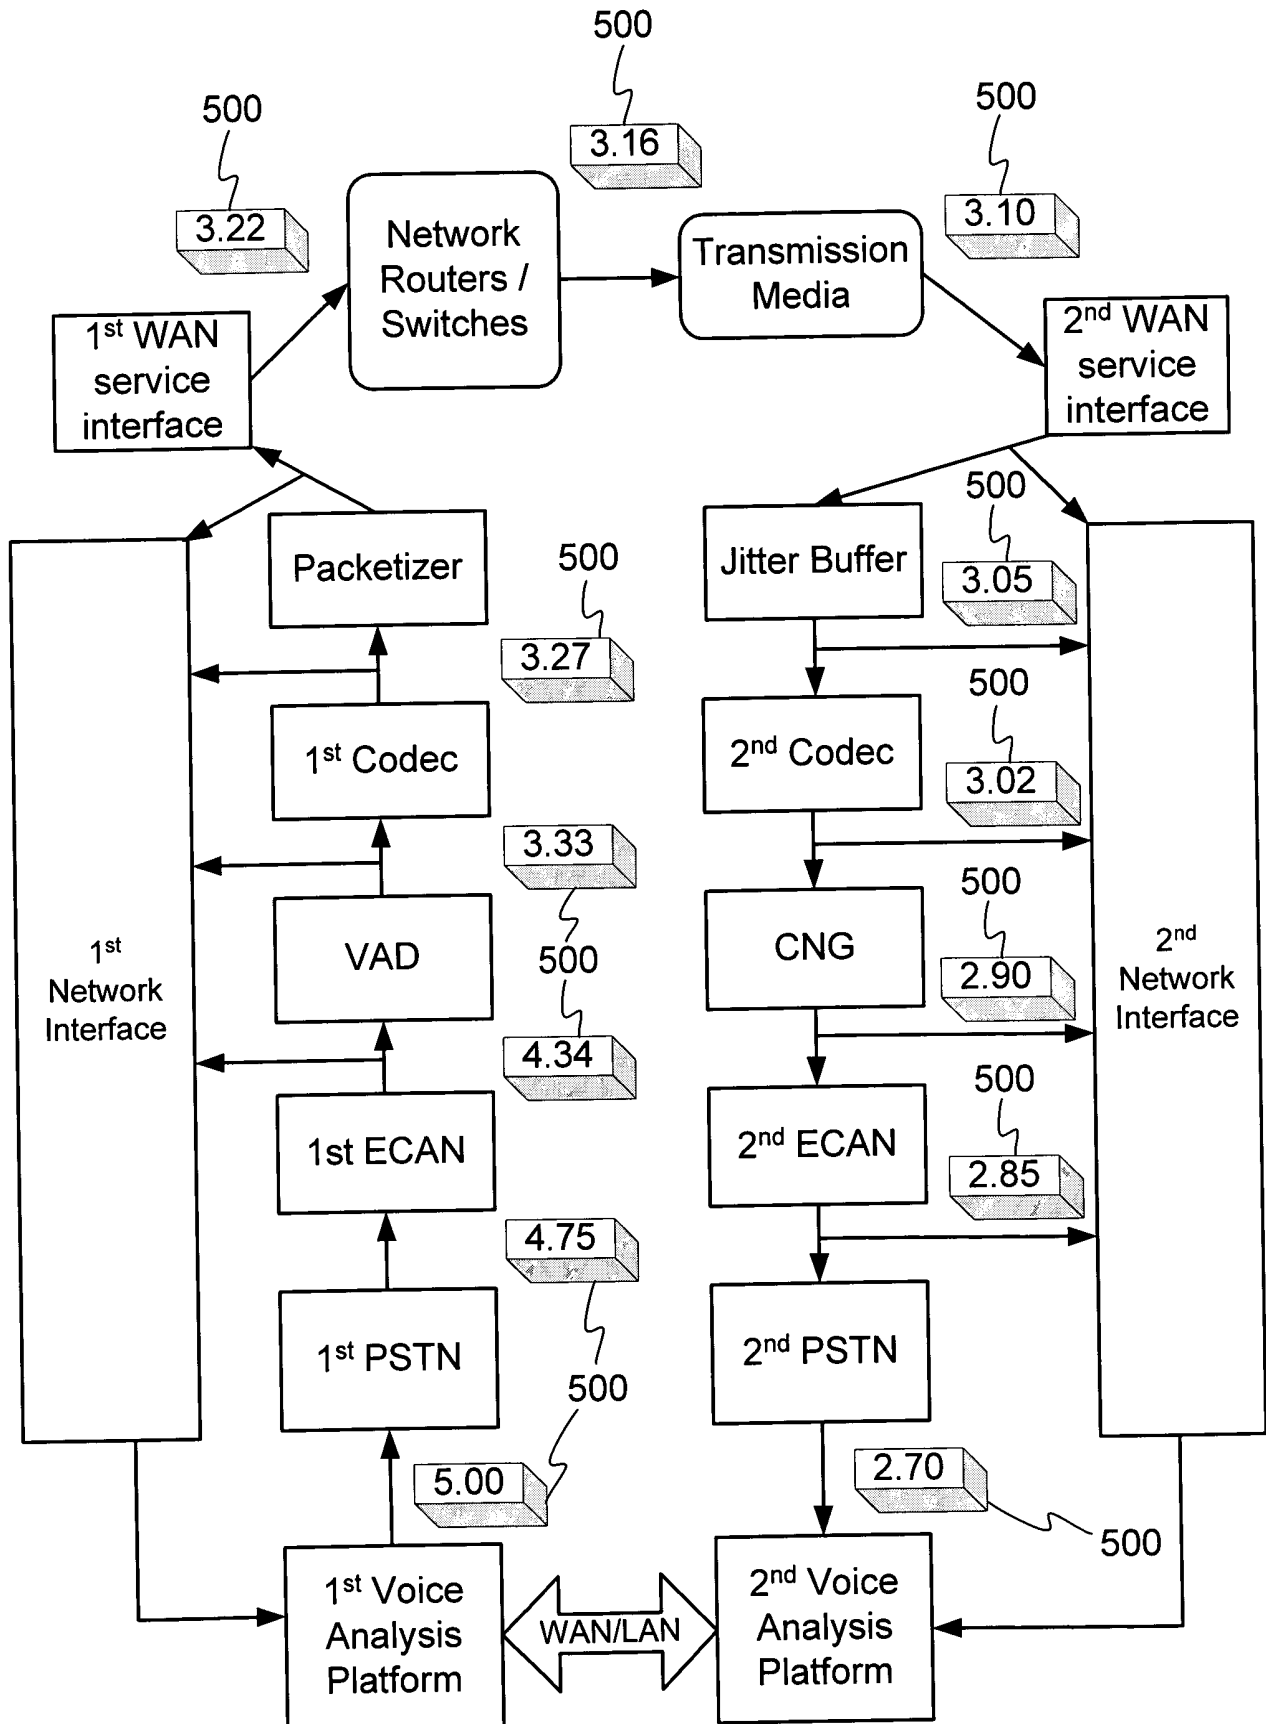 500
500
500
3.16
3.22
3.10
Network
Routers /
Switches
Transmission
Media
1st WAN
service
interface
2nd WAN
service
interface
500
Packetizer
500
Jitter Buffer
3.05
3.27
500
1st Codec
2nd Codec
3.02
3.33
500
VAD
500
CNG
2.90
1st
Network
Interface
2nd
Network
Interface
4.34
500
1st ECAN
2nd ECAN
2.85
4.75
1st PSTN
500
2nd PSTN
5.00
2.70
500
1st Voice
Analysis
Platform
WAN/LAN
2nd Voice
Analysis
Platform